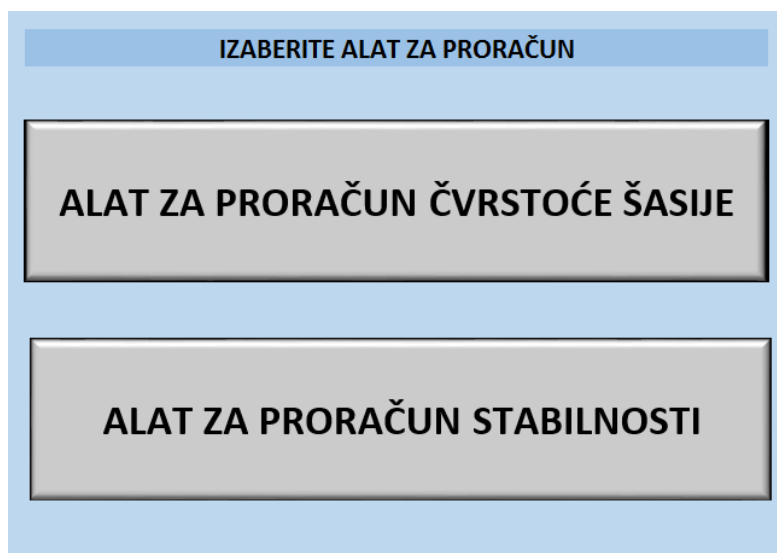 IZABERITE ALAT ZA PRORAČUN
ALAT ZA PRORAČUN ČVRSTOĆE ŠASIJE
ALAT ZA PRORAČUN STABILNOSTI